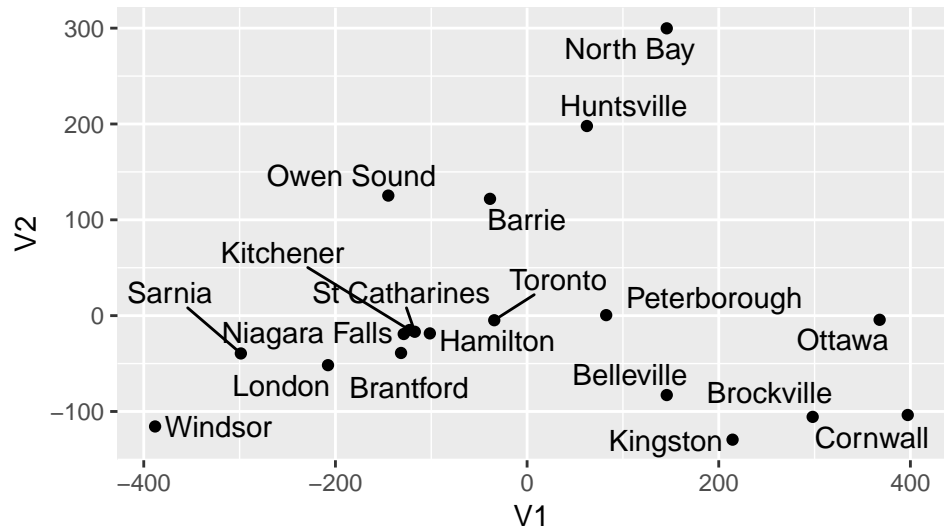 300
200
100
0
−100
V2
North Bay
Huntsville
Owen Sound
Barrie
Kitchener
Sarnia
St Catharines
Toronto
Peterborough
Niagara Falls
Hamilton
Ottawa
London
Brantford
Belleville
Brockville
Windsor
Kingston
Cornwall
−400
−200
0
200
400
V1